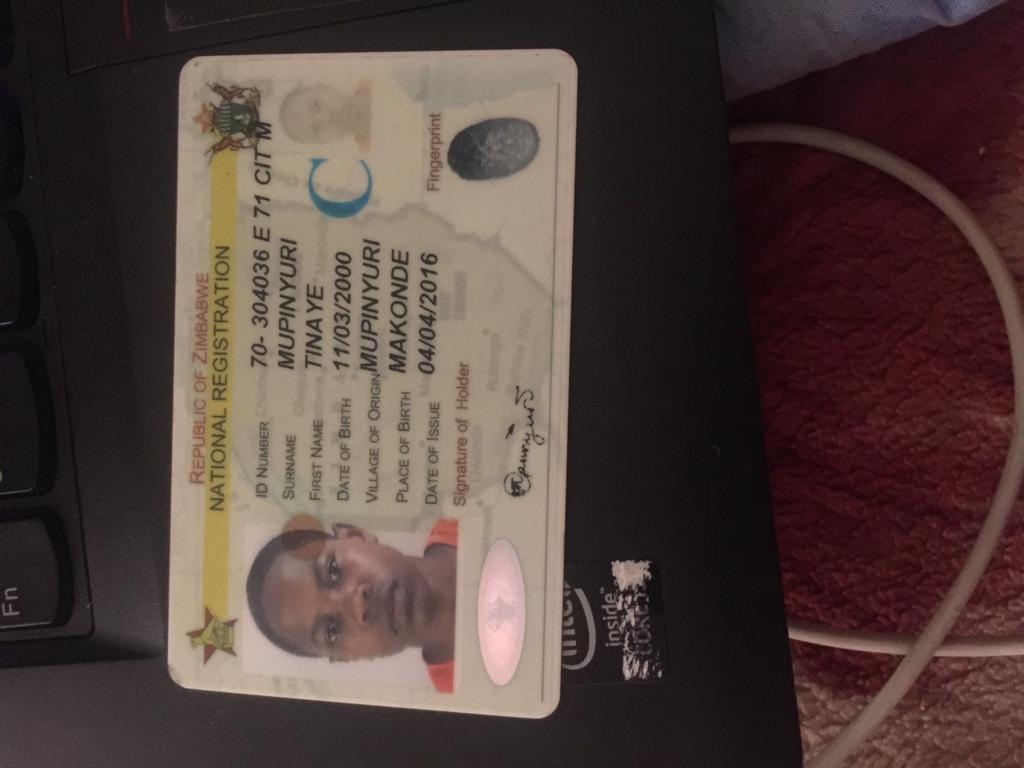 REPUBLIC OF ZIMBABWE
NATIONAL REGISTRATION
ID NUMBER 70- 304036 E 71 CIT M
SURNAME MUPINYURI
FIRST NAME TINAYE
DATE OF BIRTH 11/03/2000
VILLAGE OF ORIGIN MUPINYURI
PLACE OF BIRTH MAKONDE
DATE OF ISSUE 04/04/2016
Signature of Holder
C
Fingerprint
Fn
intel
inside™